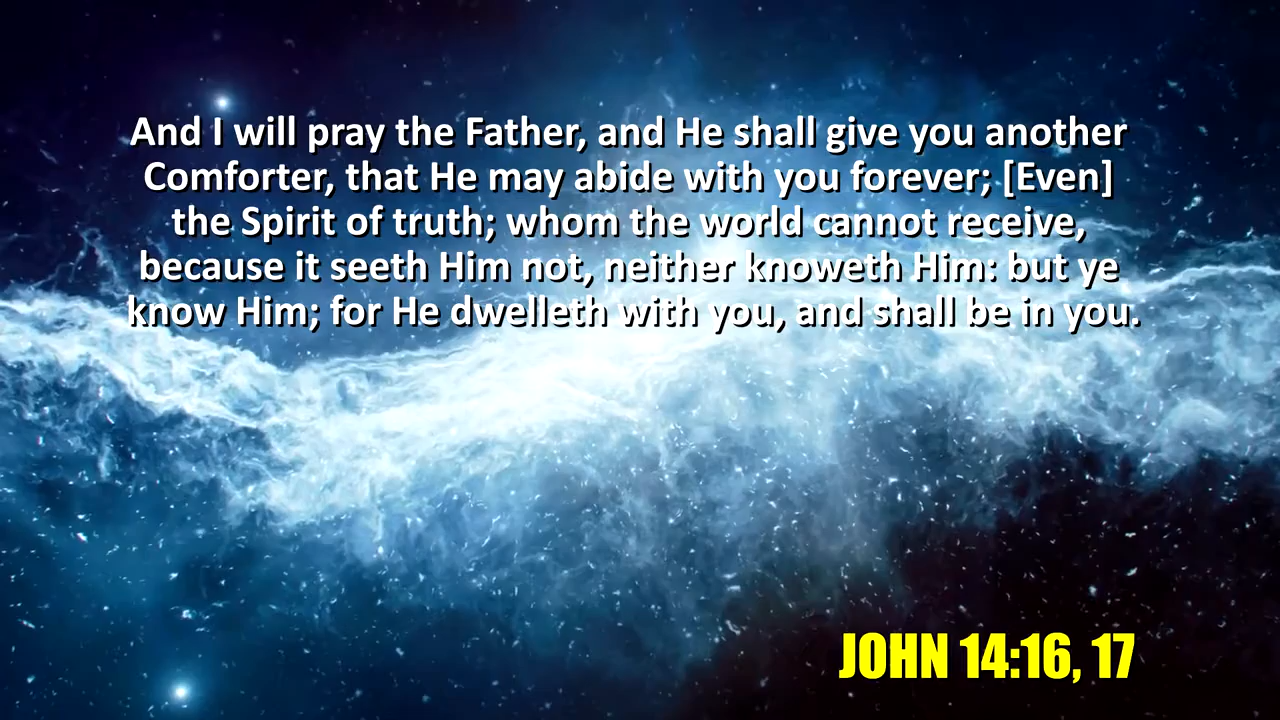 And I will pray the Father, and He shall give you another
Comforter, that He may abide with you forever; [Even]
the Spirit of truth; whom the world cannot receive,
because it seeth Him not, neither knoweth Him: but ye
know Him; for He dwelleth with you, and shall be in you.
JOHN 14:16, 17